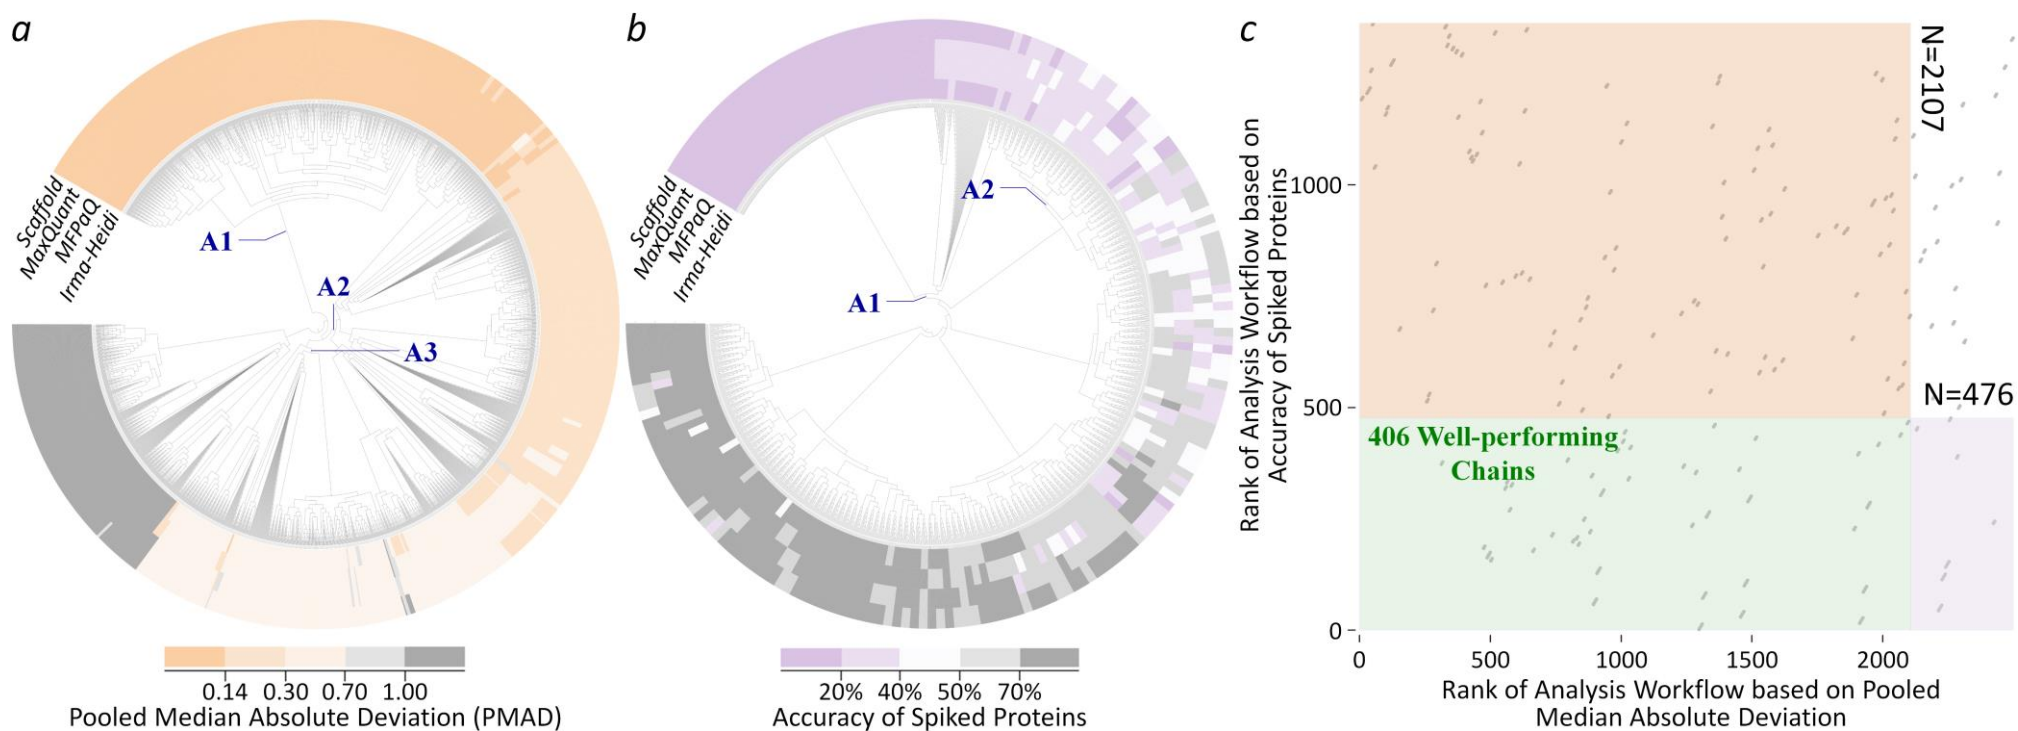 a
Scaffold
MaxQuant
MFPaQ
Irma-Heidi
A1
A2
A3
0.14 0.30 0.70 1.00
Pooled Median Absolute Deviation (PMAD)
b
Scaffold
MaxQuant
MFPaQ
Irma-Heidi
A1
A2
20% 40% 50% 70%
Accuracy of Spiked Proteins
c
Rank of Analysis Workflow based on
Accuracy of Spiked Proteins
1000
500
0
N=2107
N=476
406 Well-performing
Chains
0 500 1000 1500 2000
Rank of Analysis Workflow based on Pooled
Median Absolute Deviation